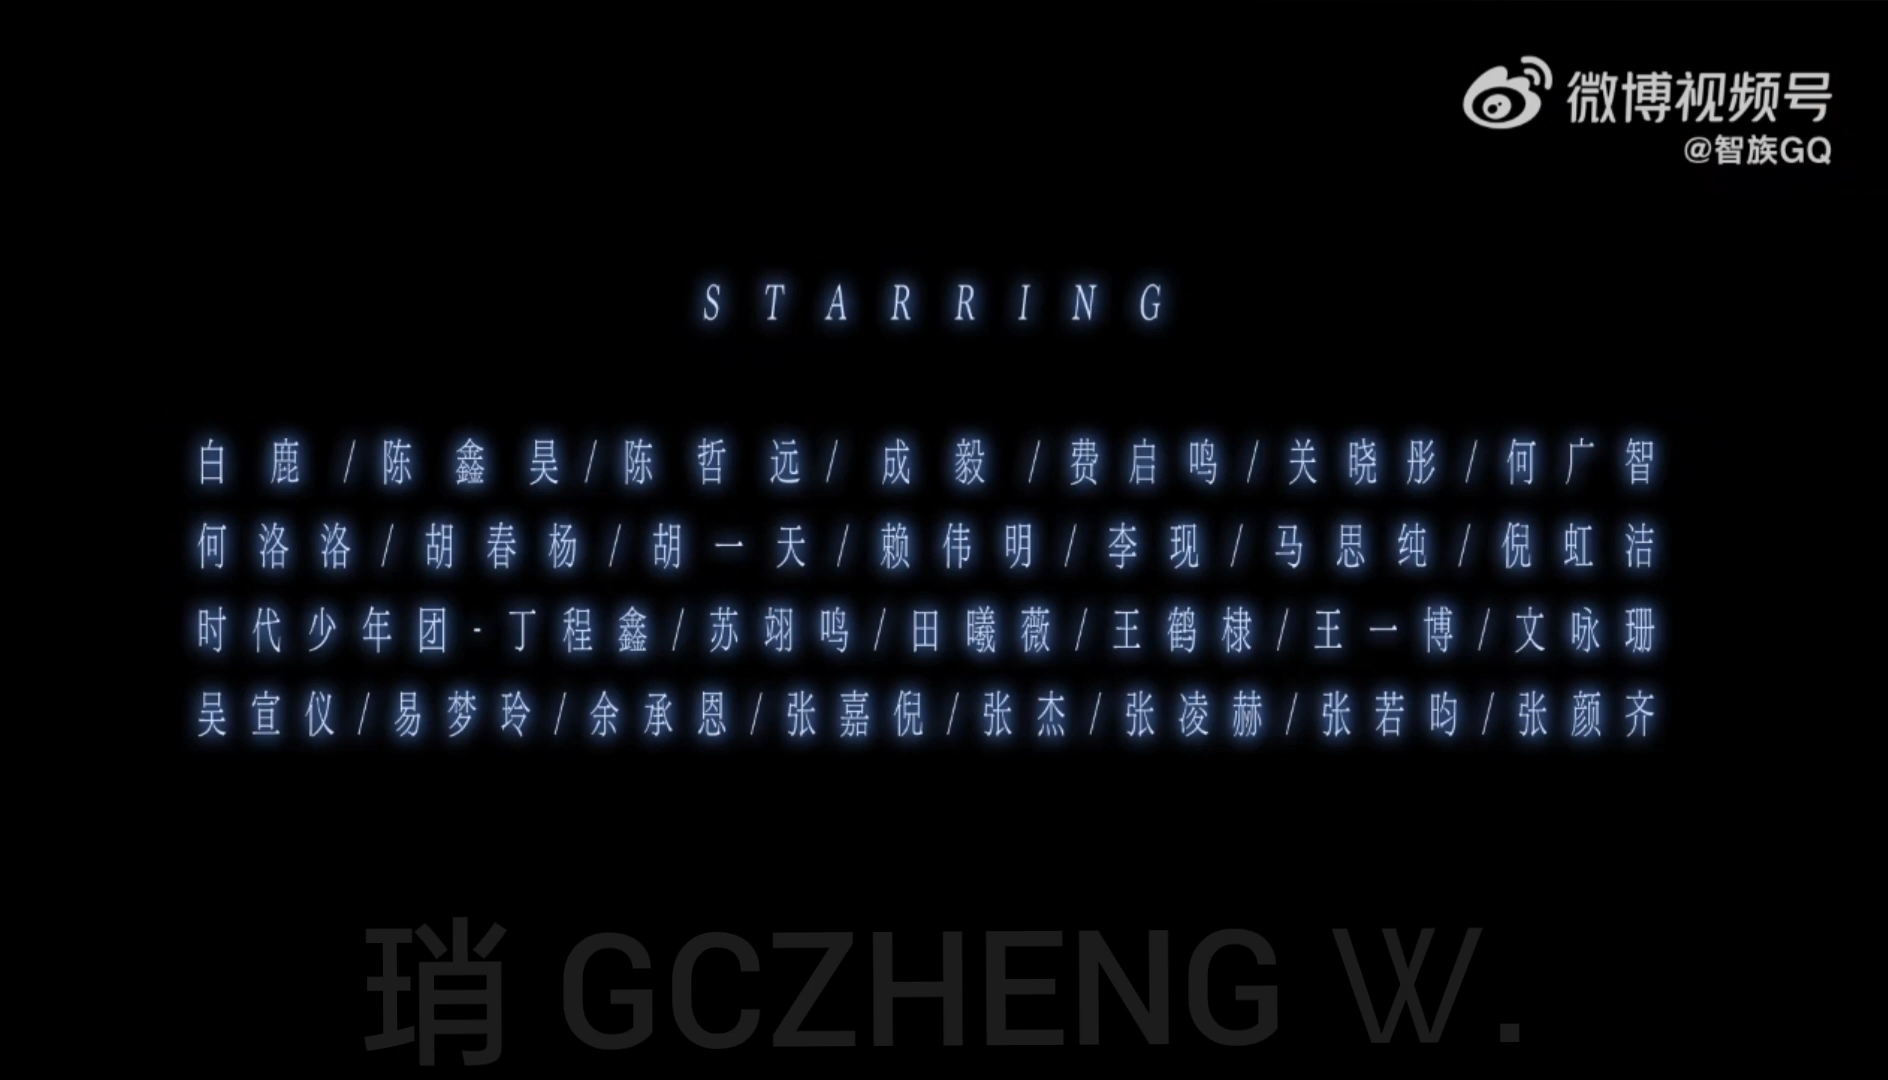 微博视频号
@智族GQ
STARRING
白鹿/陈鑫昊/陈哲远/成毅/费启鸣/关晓彤/何广智
何洛洛/胡春杨/胡一天/赖伟明/李现/马思纯/倪虹洁
时代少年团-丁程鑫/苏翊鸣/田曦薇/王鹤棣/王一博/文咏珊
吴宣仪/易梦玲/余承恩/张嘉倪/张杰/张凌赫/张若昀/张颜齐
琑 GCZHENG W.